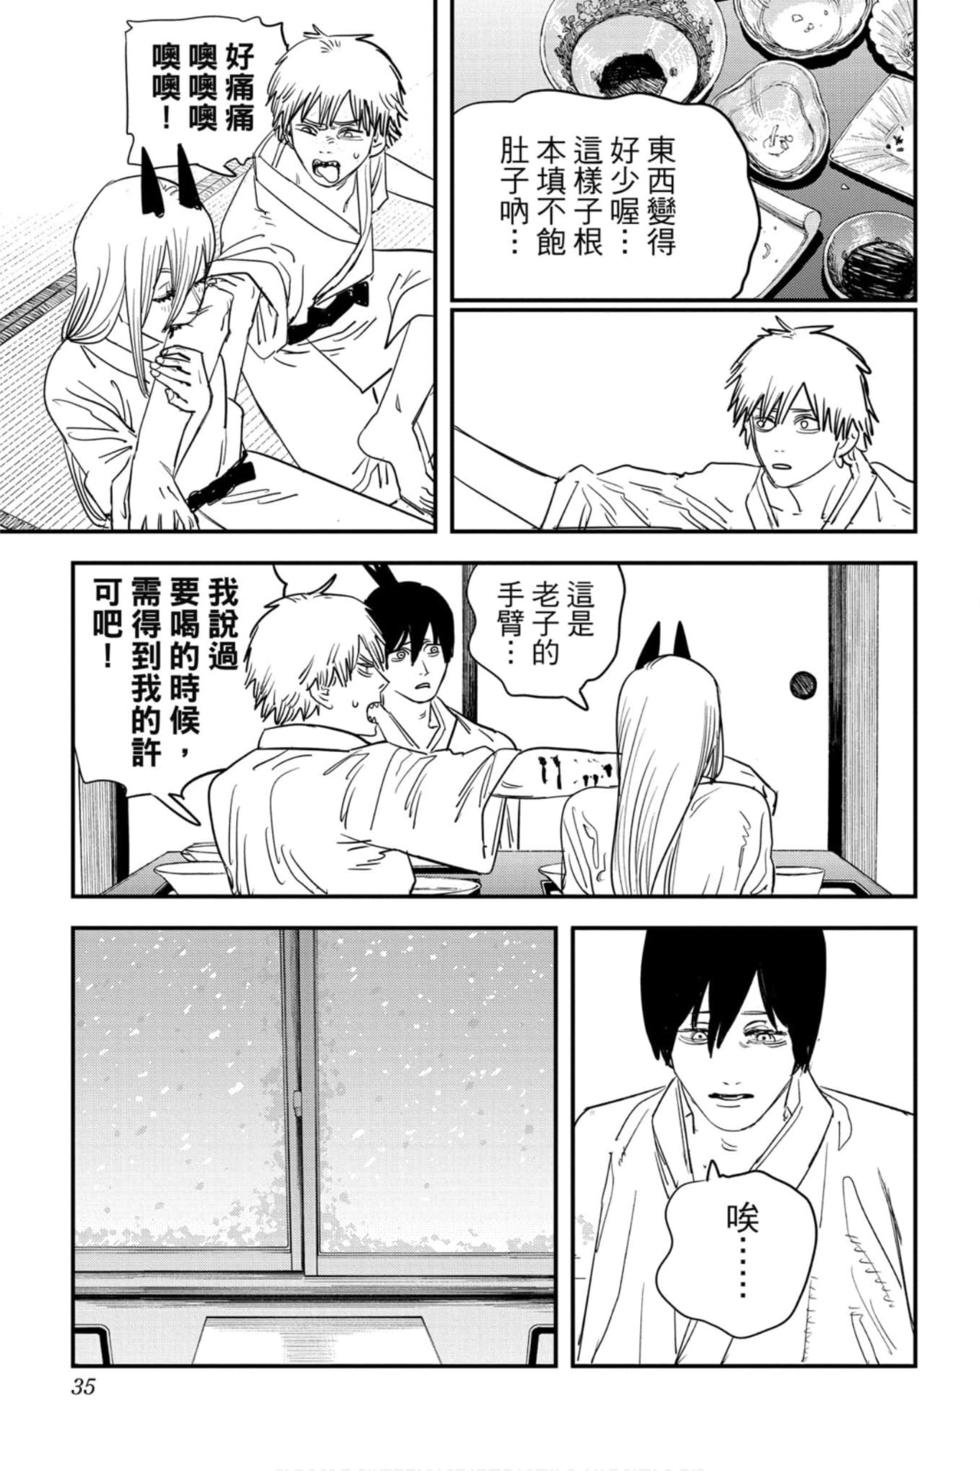 東西變得
好少喔…
這樣子根
本填不飽
肚子吶…
好痛痛
噢噢噢
噢噢！
這是
老子的
手臂…
我說過
要喝的時候，
需得到我的許
可吧！
唉……
35